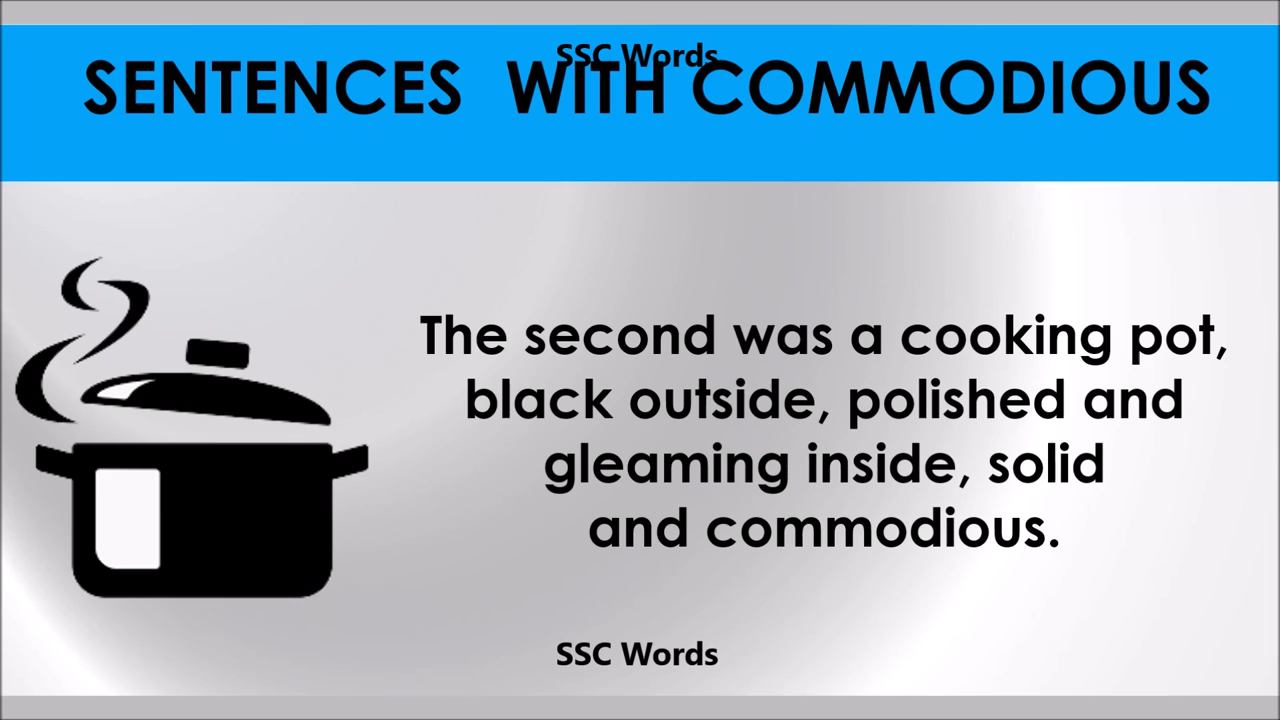 SSC Words
SENTENCES WITH COMMODIOUS
The second was a cooking pot,
black outside, polished and
gleaming inside, solid
and commodious.
SSC Words